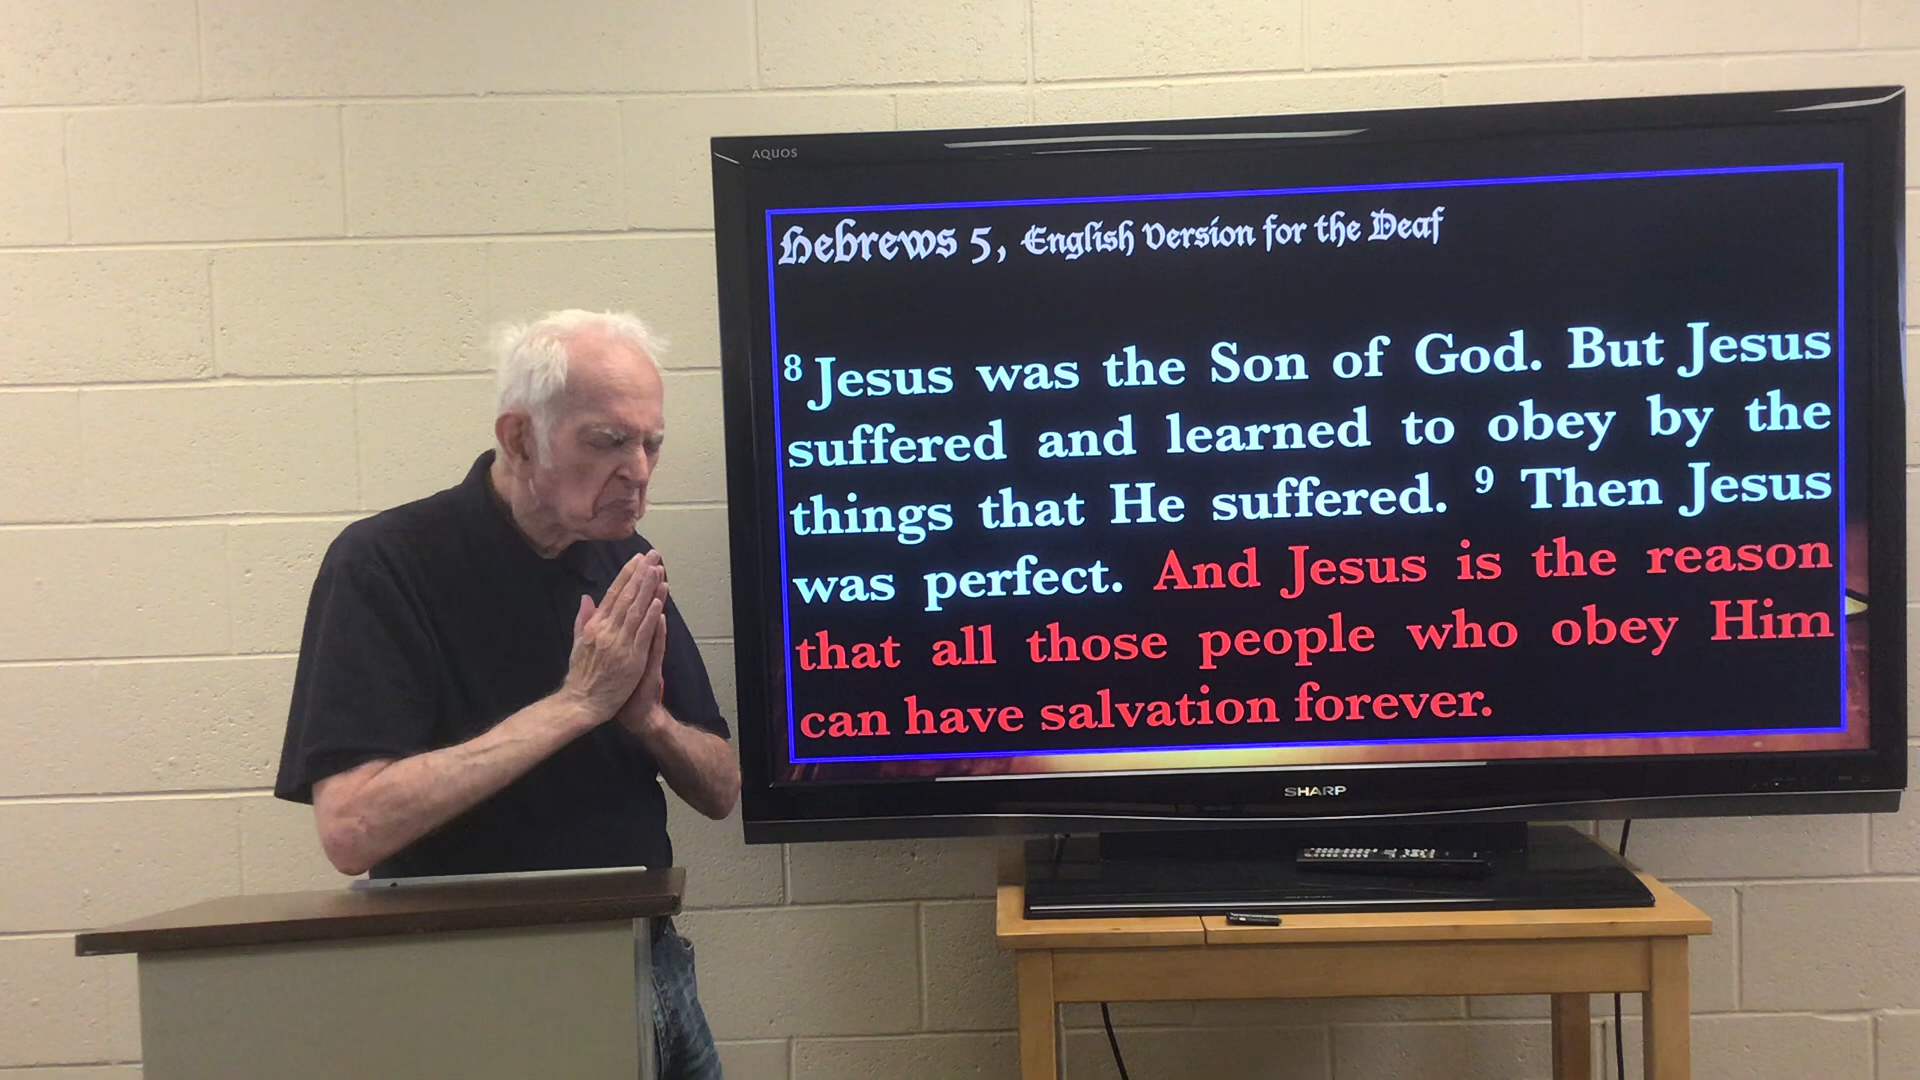 AQUOS
Hebrews 5, English Version for the Deaf
8 Jesus was the Son of God. But Jesus
suffered and learned to obey by the
things that He suffered. 9 Then Jesus
was perfect. And Jesus is the reason
that all those people who obey Him
can have salvation forever.
SHARP